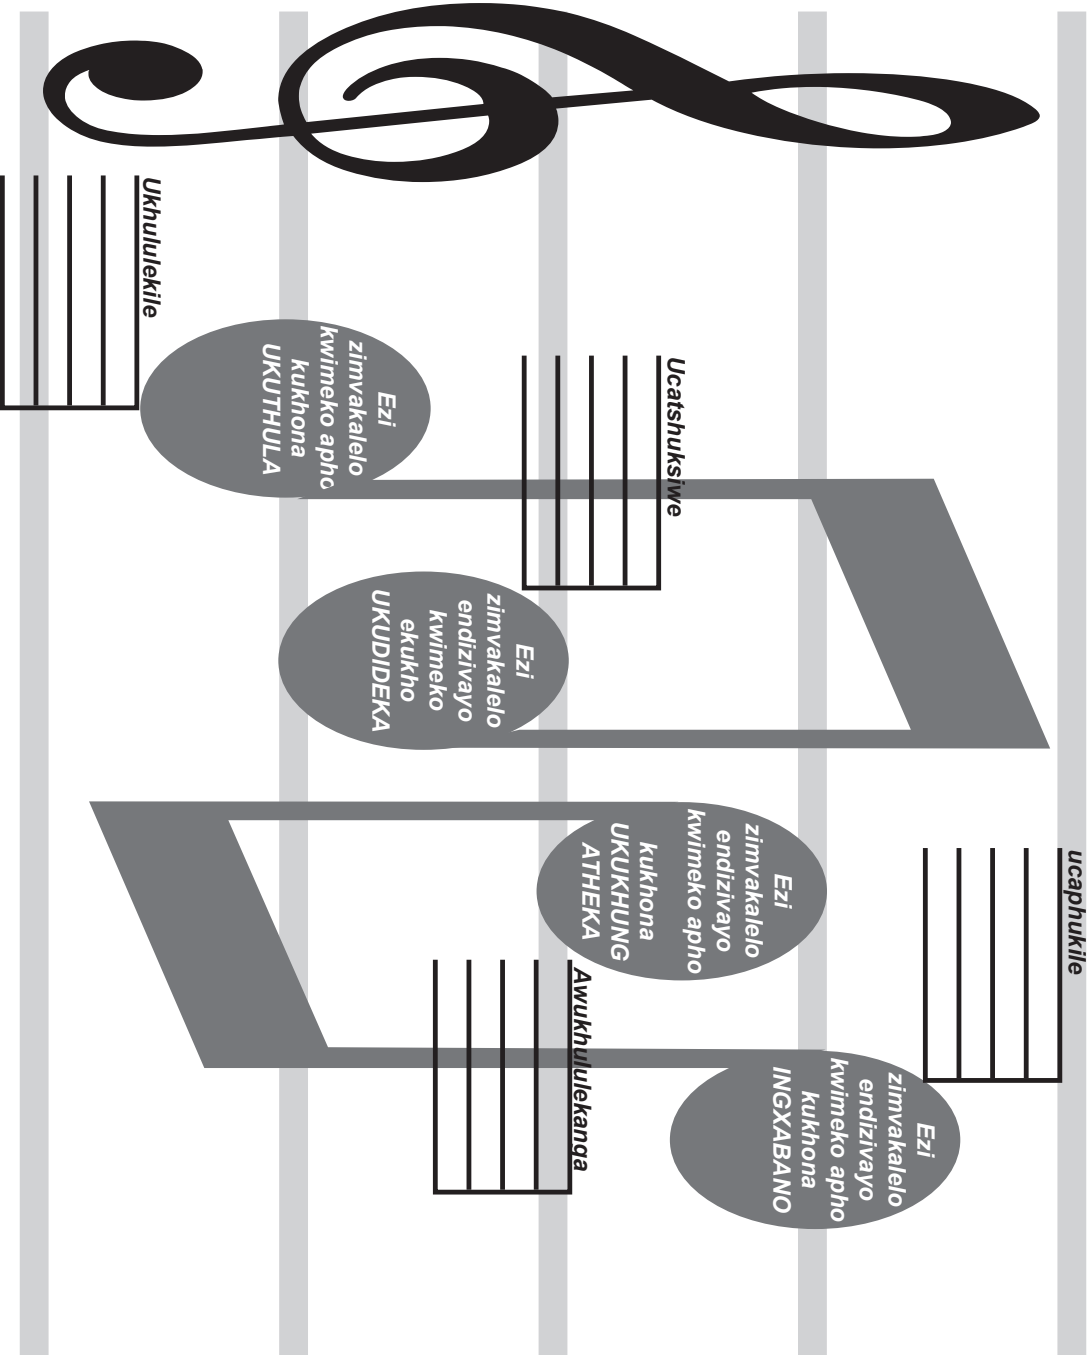 Ukhululekile
Ezi
zimvakalelo
kwimeko apho
kukhona
UKUTHULA
Ucatshuksiwe
Ezi
zimvakalelo
endizivayo
kwimeko
ekukho
UKUDIDEKA
ucaphukile
Ezi
zimvakalelo
endizivayo
kwimeko apho
kukhona
UKUKHUNG
ATHEKA
Awukhululekanga
Ezi
zimvakalelo
endizivayo
kwimeko apho
kukhona
INGXABANO